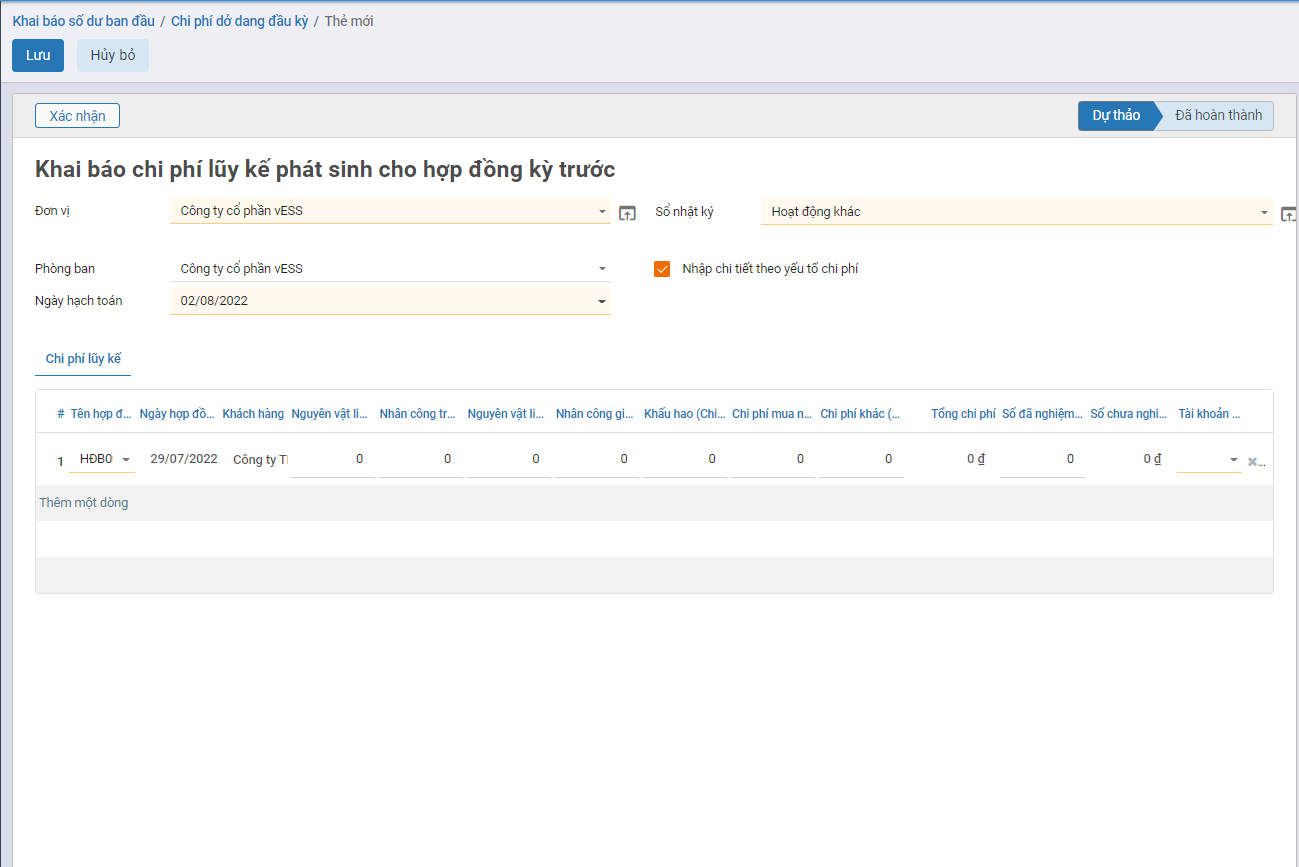 Khai báo số dư ban đầu / Chi phí dở dang đầu kỳ / Thẻ mới
Lưu Hủy bỏ
Xác nhận Dự thảo Đã hoàn thành
Khai báo chi phí lũy kế phát sinh cho hợp đồng kỳ trước
Đơn vị Công ty cổ phần vESS Sổ nhật ký Hoạt động khác
Phòng ban Công ty cổ phần vESS Nhập chi tiết theo yếu tố chi phí
Ngày hạch toán 02/08/2022
Chi phí lũy kế
# Tên hợp đ... Ngày hợp đồ... Khách hàng Nguyên vật li... Nhân công tr... Nguyên vật li... Nhân công gi... Khấu hao (Chi... Chi phí mua n... Chi phí khác (... Tổng chi phí Số đã nghiệm... Số chưa nghi... Tài khoản ...
1 HĐB0 29/07/2022 Công ty T 0 0 0 0 0 0 0 0 ₫ 0 0 ₫
Thêm một dòng